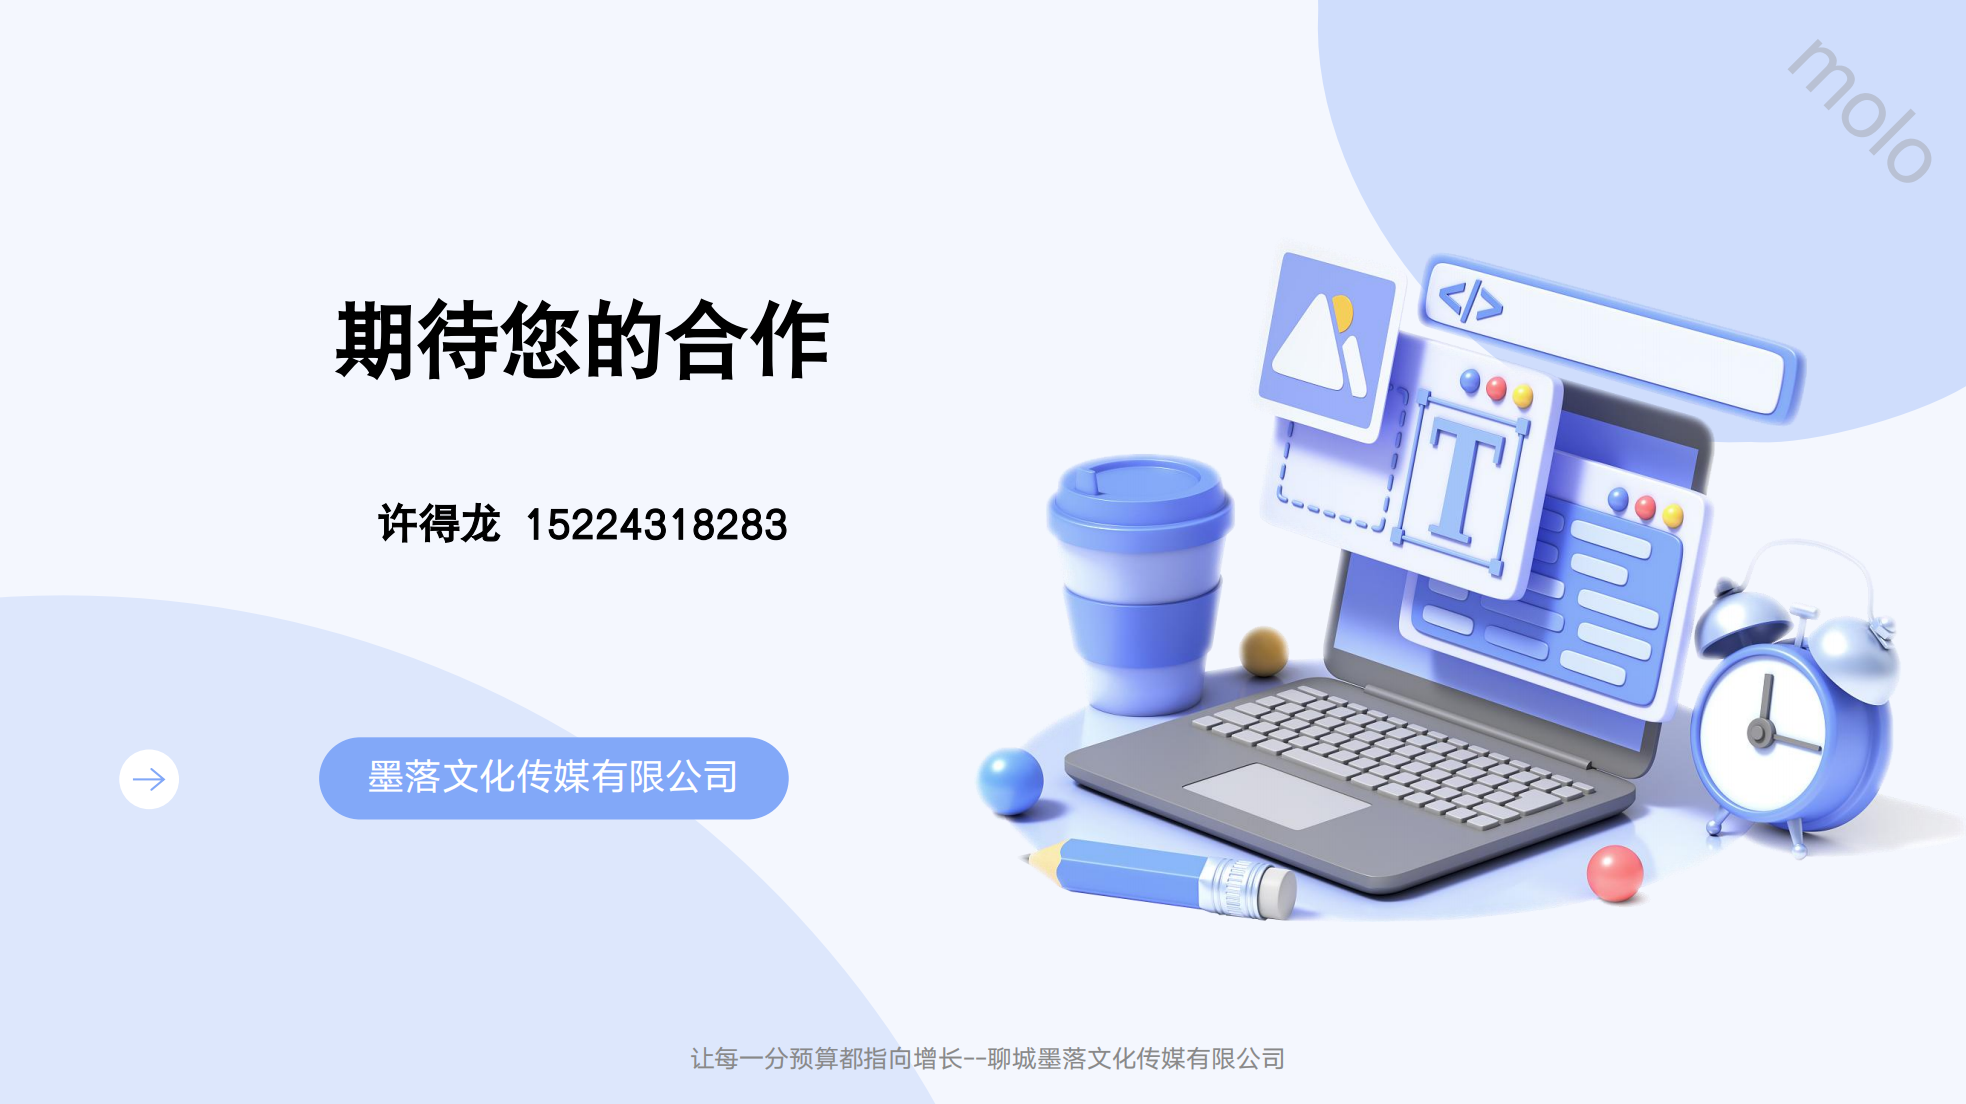 molo
期待您的合作
</>
T
许得龙 15224318283
墨落文化传媒有限公司
让每一分预算都指向增长--聊城墨落文化传媒有限公司